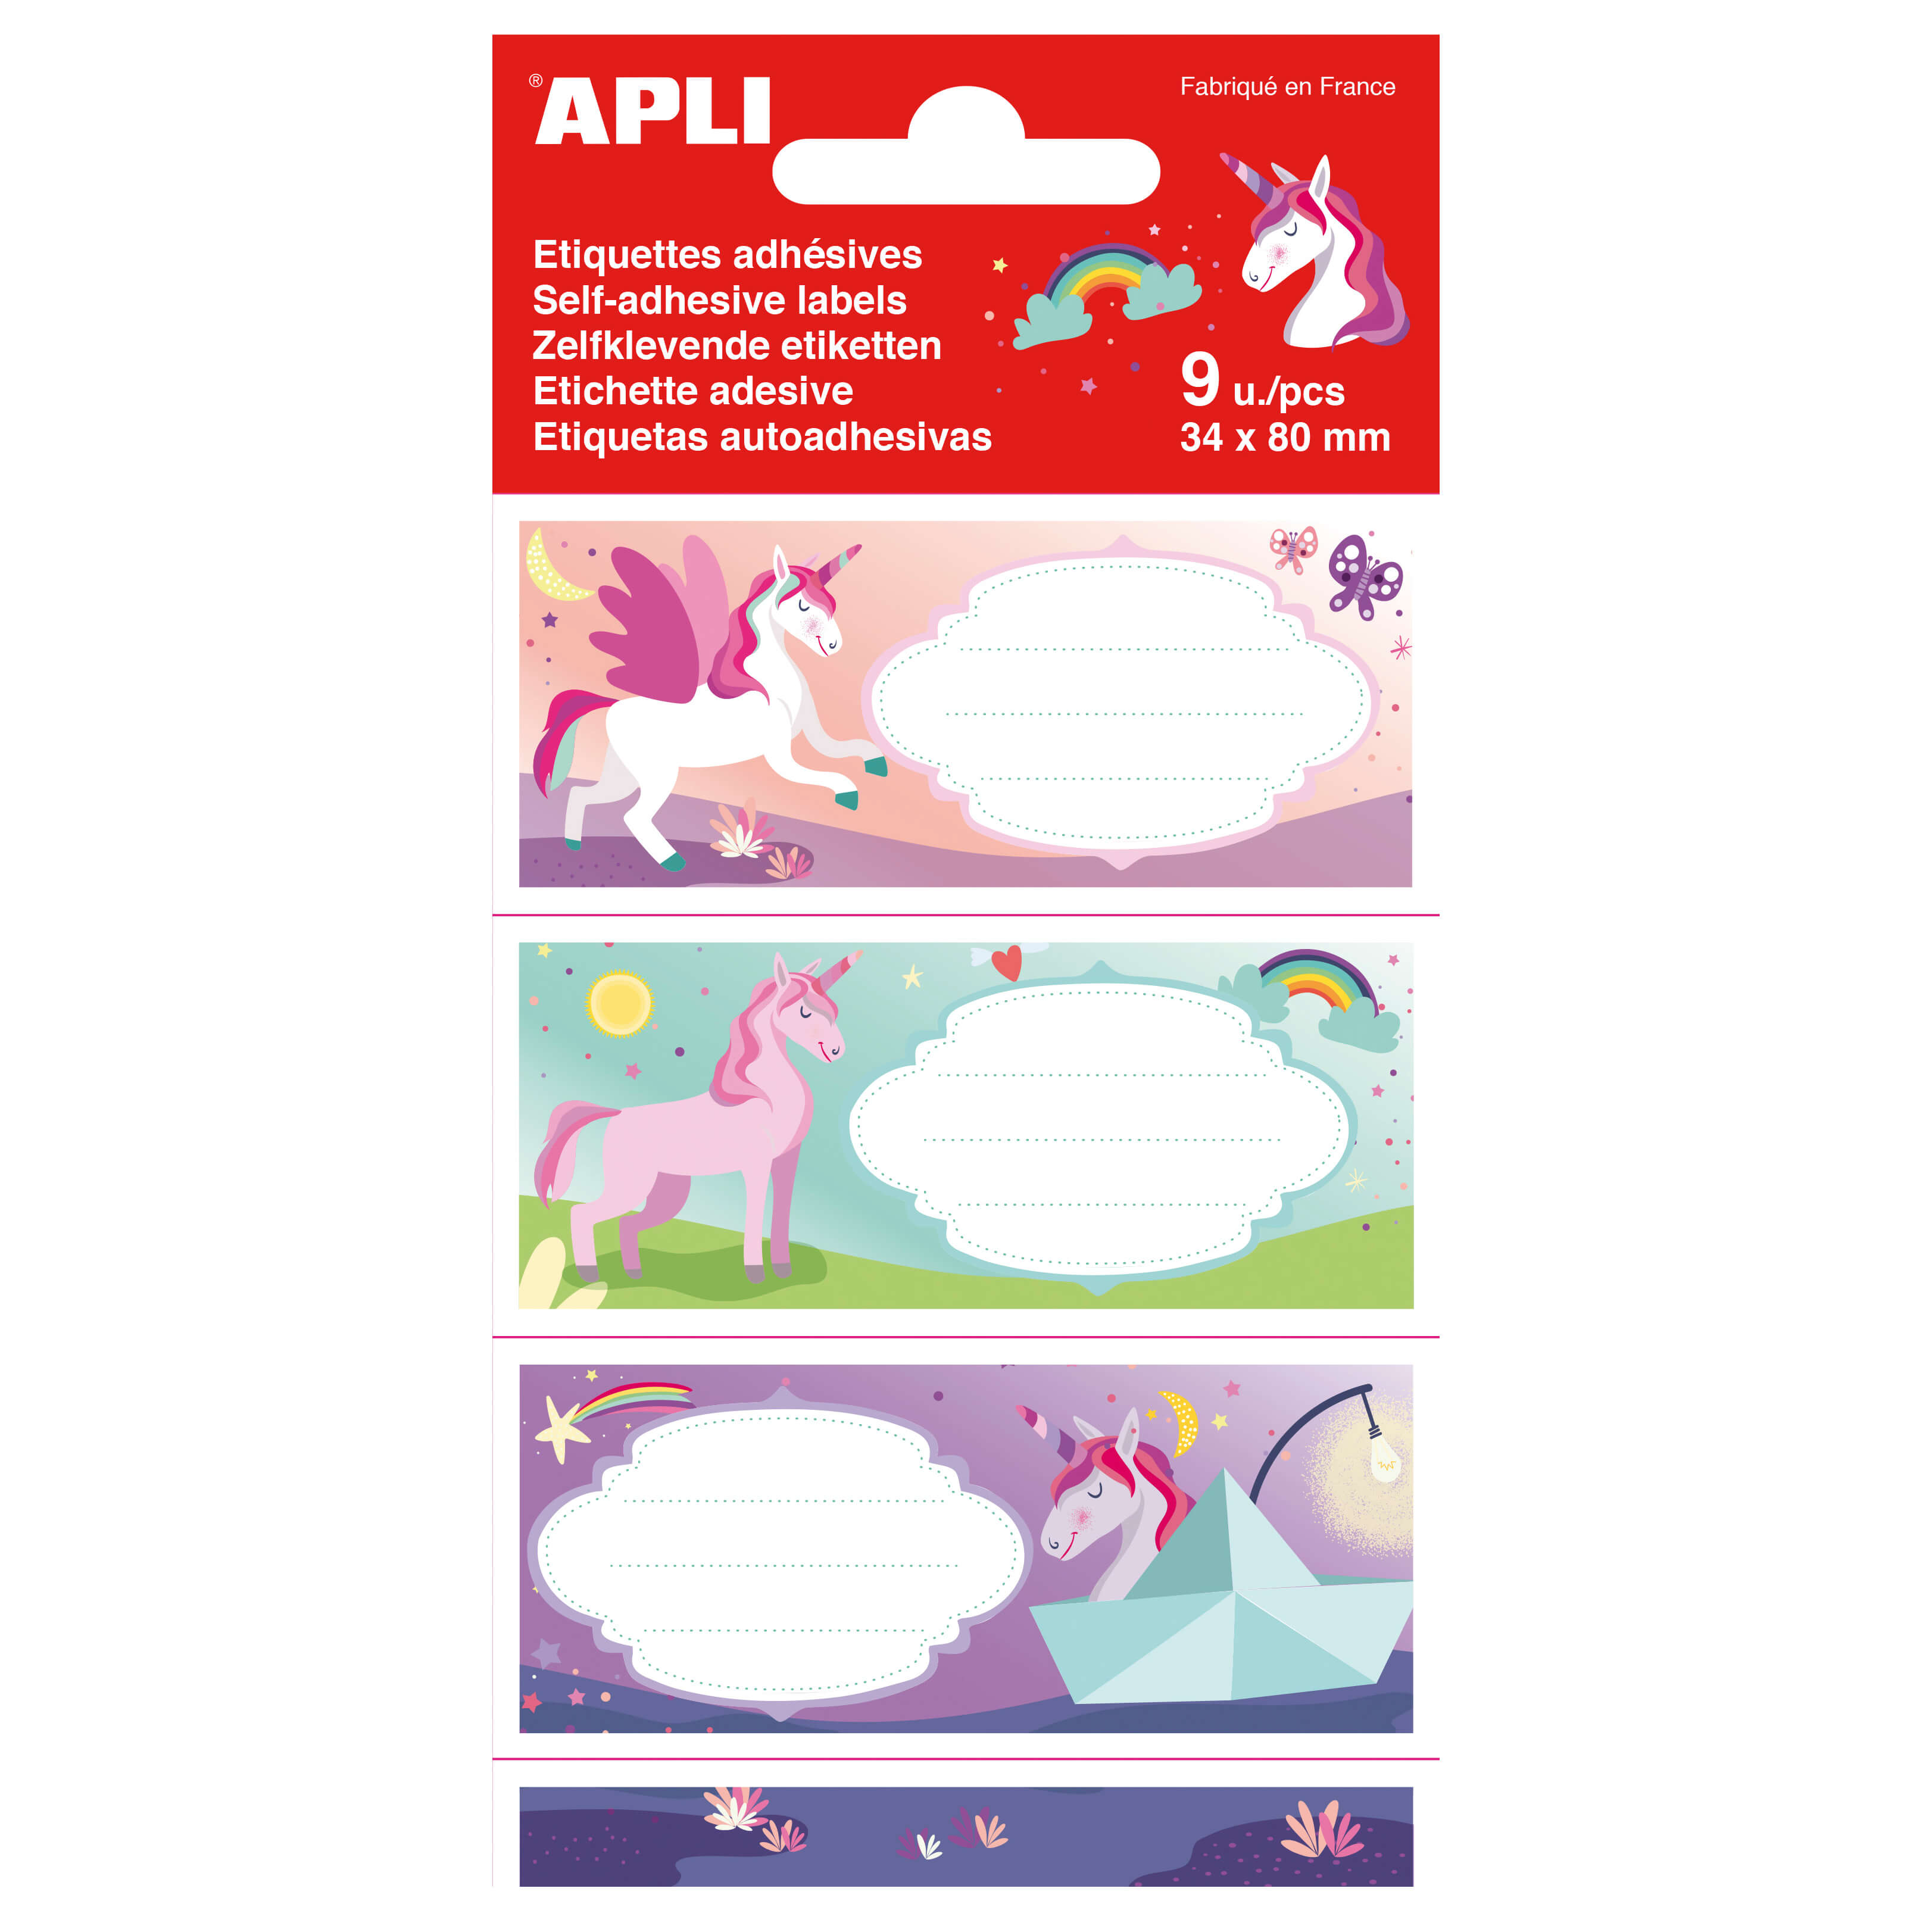 ®APLI
Fabriqué en France
Etiquettes adhésives
Self-adhesive labels
Zelfklevende etiketten
Etichette adesive
Etiquetas autoadhesivas
9 u./pcs
34 x 80 mm